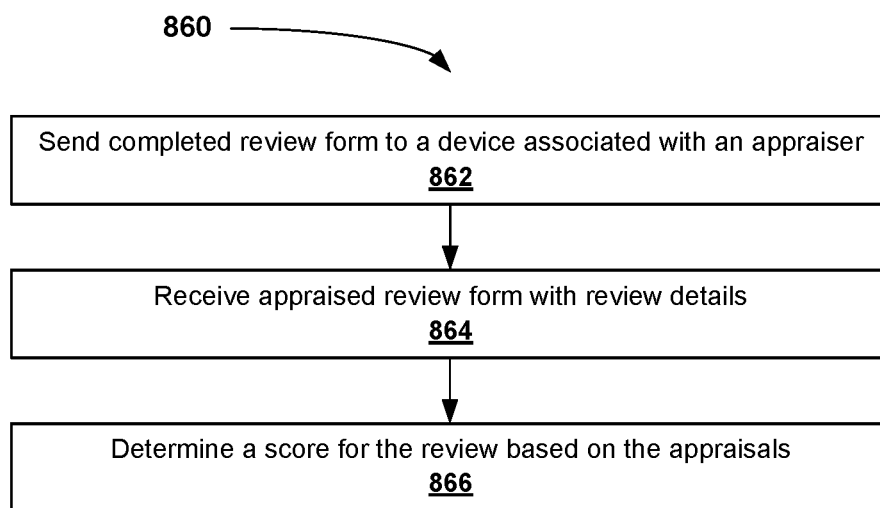 860
Send completed review form to a device associated with an appraiser
862
Receive appraised review form with review details
864
Determine a score for the review based on the appraisals
866